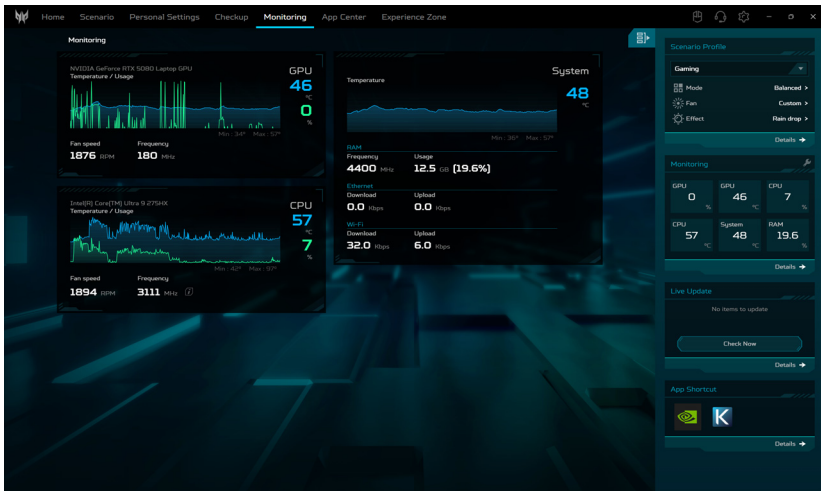 Home Scenario Personal Settings Checkup Monitoring App Center Experience Zone
Monitoring
NVIDIA GeForce RTX 5080 Laptop GPU
Temperature / Usage
GPU
46
°C
0
%
Min : 34° Max : 57°
Fan speed Frequency
1876 RPM 180 MHz
Intel(R) Core(TM) Ultra 9 275HX
Temperature / Usage
CPU
57
°C
7
%
Min : 42° Max : 97°
Fan speed Frequency
1894 RPM 3111 MHz
System
Temperature
48
°C
Min : 36° Max : 57°
RAM
Frequency Usage
4400 MHz 12.5 GB (19.6%)
Ethernet
Download Upload
0.0 Kbps 0.0 Kbps
Wi-Fi
Download Upload
32.0 Kbps 6.0 Kbps
Scenario Profile
Gaming
Mode Balanced >
Fan Custom >
Effect Rain drop >
Details →
Monitoring
GPU GPU CPU
0 % 46 °C 7 %
CPU System RAM
57 °C 48 °C 19.6 %
Details →
Live Update
No items to update
Check Now
Details →
App Shortcut
K
Details →